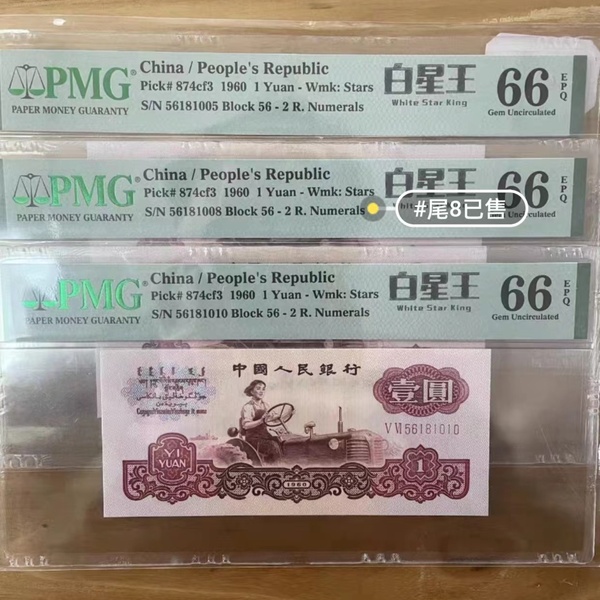 PMG®
PAPER MONEY GUARANTY
China / People's Republic
Pick# 874cf3 1960 1 Yuan - Wmk: Stars
S/N 56181005 Block 56 - 2 R. Numerals
白星王
White Star King
66 EPQ
Gem Uncirculated
PMG®
PAPER MONEY GUARANTY
China / People's Republic
Pick# 874cf3 1960 1 Yuan - Wmk: Stars
S/N 56181008 Block 56 - 2 R. Numerals
白星王
#尾8已售
66 EPQ
Gem Uncirculated
PMG®
PAPER MONEY GUARANTY
China / People's Republic
Pick# 874cf3 1960 1 Yuan - Wmk: Stars
S/N 56181010 Block 56 - 2 R. Numerals
白星王
White Star King
66 EPQ
Gem Uncirculated
中國人民銀行
壹圓
V VI 56181010
YI
YUAN
1960
1